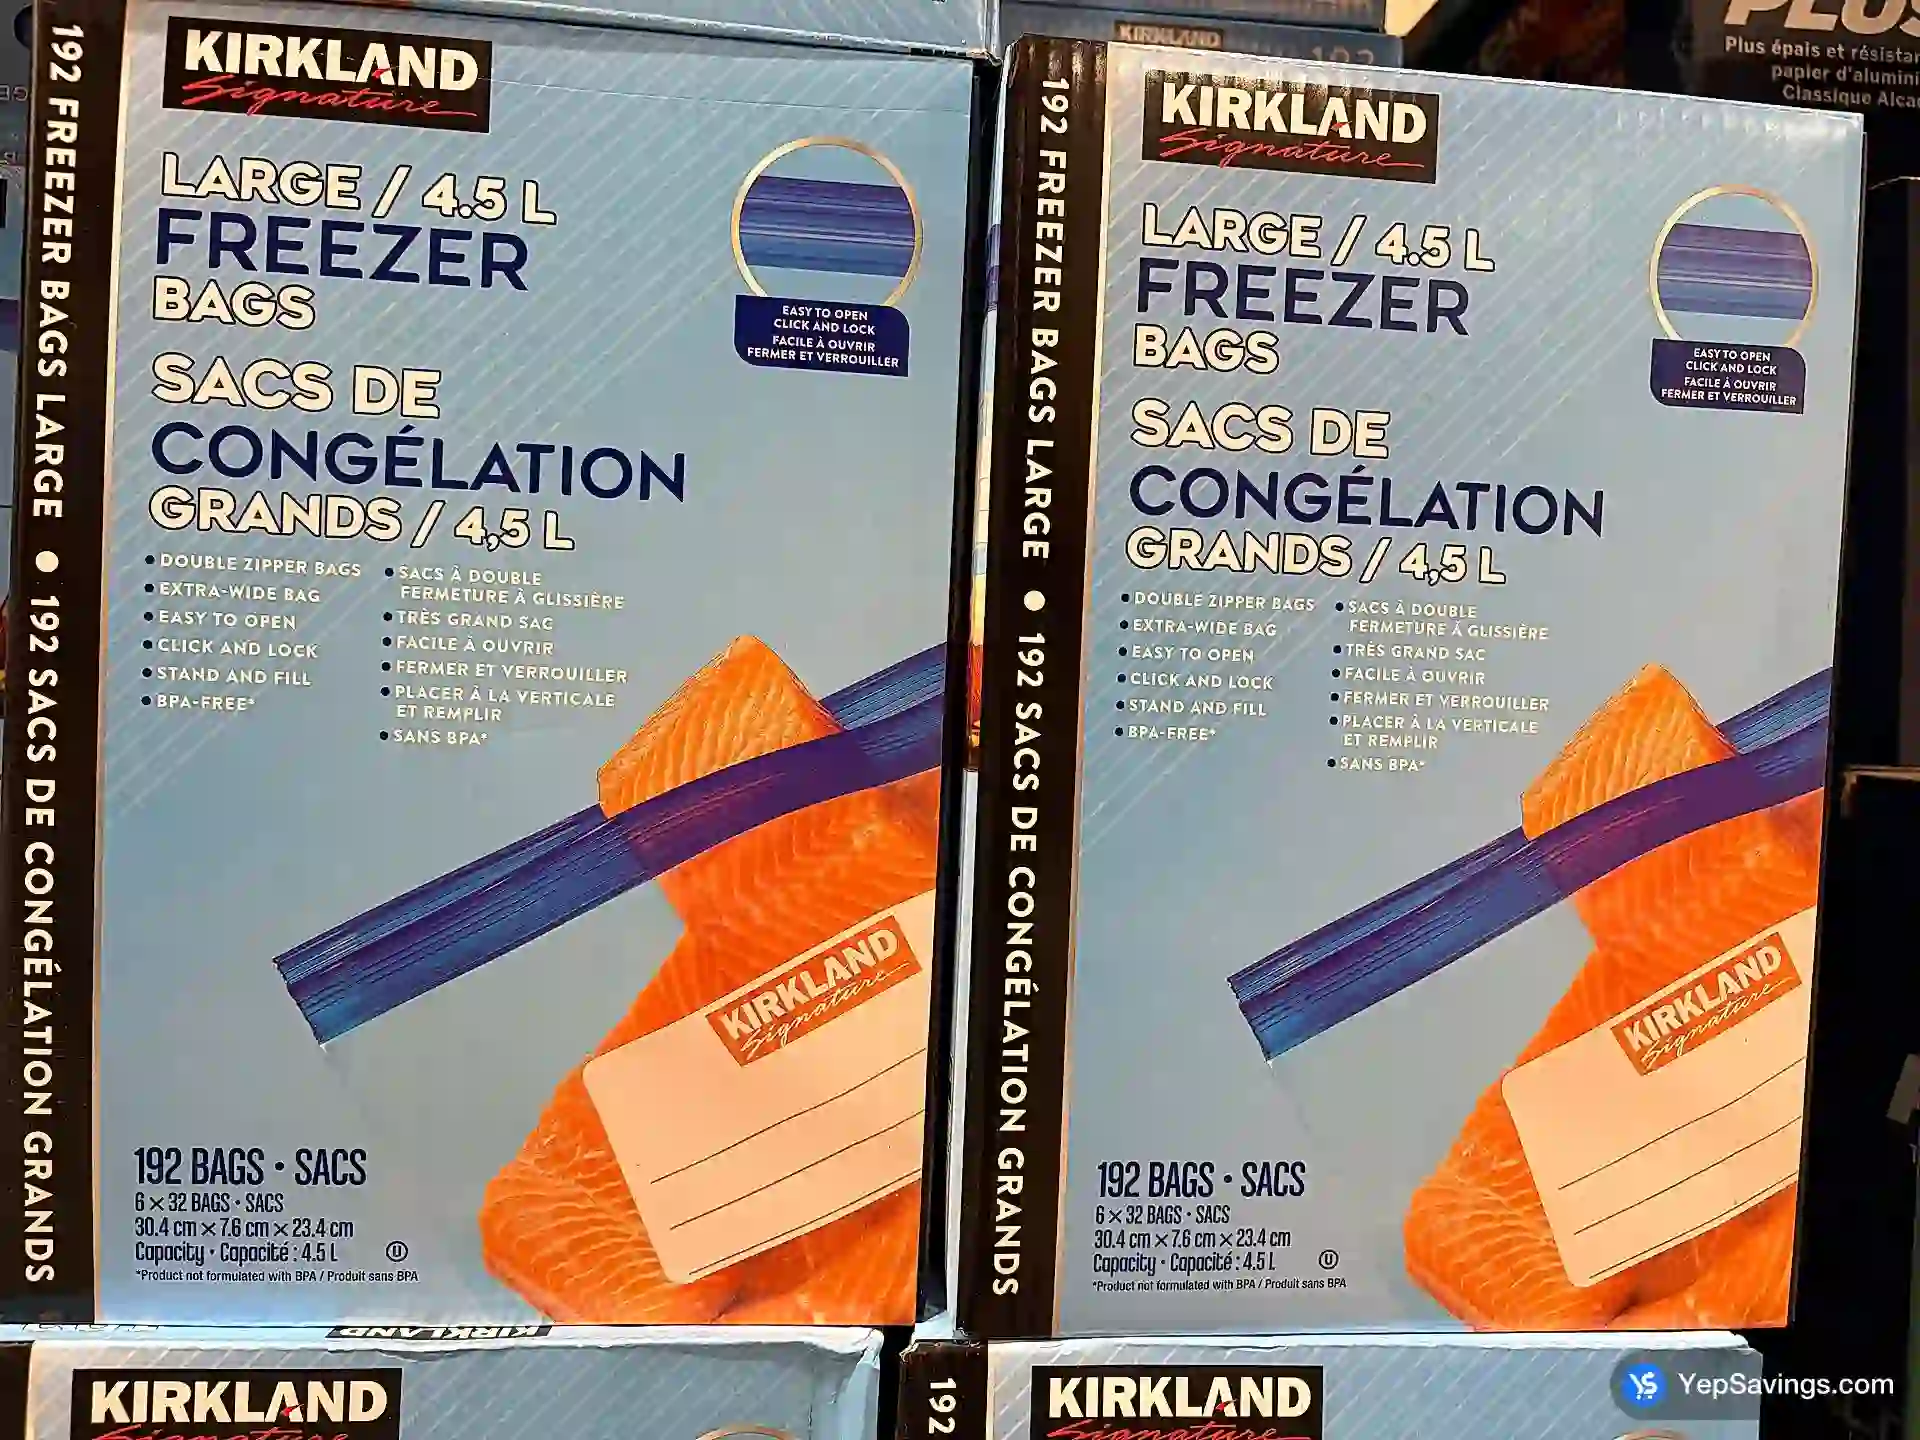 192 FREEZER BAGS LARGE • 192 SACS DE CONGÉLATION GRANDS
KIRKLAND
Signature
LARGE / 4.5 L
FREEZER
BAGS
SACS DE
CONGÉLATION
GRANDS / 4,5 L
EASY TO OPEN
CLICK AND LOCK
FACILE À OUVRIR
FERMER ET VERROUILLER
• DOUBLE ZIPPER BAGS
• EXTRA-WIDE BAG
• EASY TO OPEN
• CLICK AND LOCK
• STAND AND FILL
• BPA-FREE*
• SACS À DOUBLE
FERMETURE À GLISSIÈRE
• TRÈS GRAND SAC
• FACILE À OUVRIR
• FERMER ET VERROUILLER
• PLACER À LA VERTICALE
ET REMPLIR
• SANS BPA*
KIRKLAND
Signature
192 BAGS • SACS
6 × 32 BAGS • SACS
30.4 cm × 7.6 cm × 23.4 cm
Capacity • Capacité : 4.5 L
U
*Product not formulated with BPA / Produit sans BPA
KIRKLAND
192
192 FREEZER BAGS LARGE • 192 SACS DE CONGÉLATION GRANDS
KIRKLAND
Signature
LARGE / 4.5 L
FREEZER
BAGS
SACS DE
CONGÉLATION
GRANDS / 4,5 L
EASY TO OPEN
CLICK AND LOCK
FACILE À OUVRIR
FERMER ET VERROUILLER
• DOUBLE ZIPPER BAGS
• EXTRA-WIDE BAG
• EASY TO OPEN
• CLICK AND LOCK
• STAND AND FILL
• BPA-FREE*
• SACS À DOUBLE
FERMETURE À GLISSIÈRE
• TRÈS GRAND SAC
• FACILE À OUVRIR
• FERMER ET VERROUILLER
• PLACER À LA VERTICALE
ET REMPLIR
• SANS BPA*
KIRKLAND
Signature
192 BAGS • SACS
6 × 32 BAGS • SACS
30.4 cm × 7.6 cm × 23.4 cm
Capacity • Capacité : 4.5 L
U
*Product not formulated with BPA / Produit sans BPA
PLUS
Plus épais et résistan
papier d'alumini
Classique Alca
KIRKLAND
KIRKLAND
Signature
192
KIRKLAND
Signature
YepSavings.com